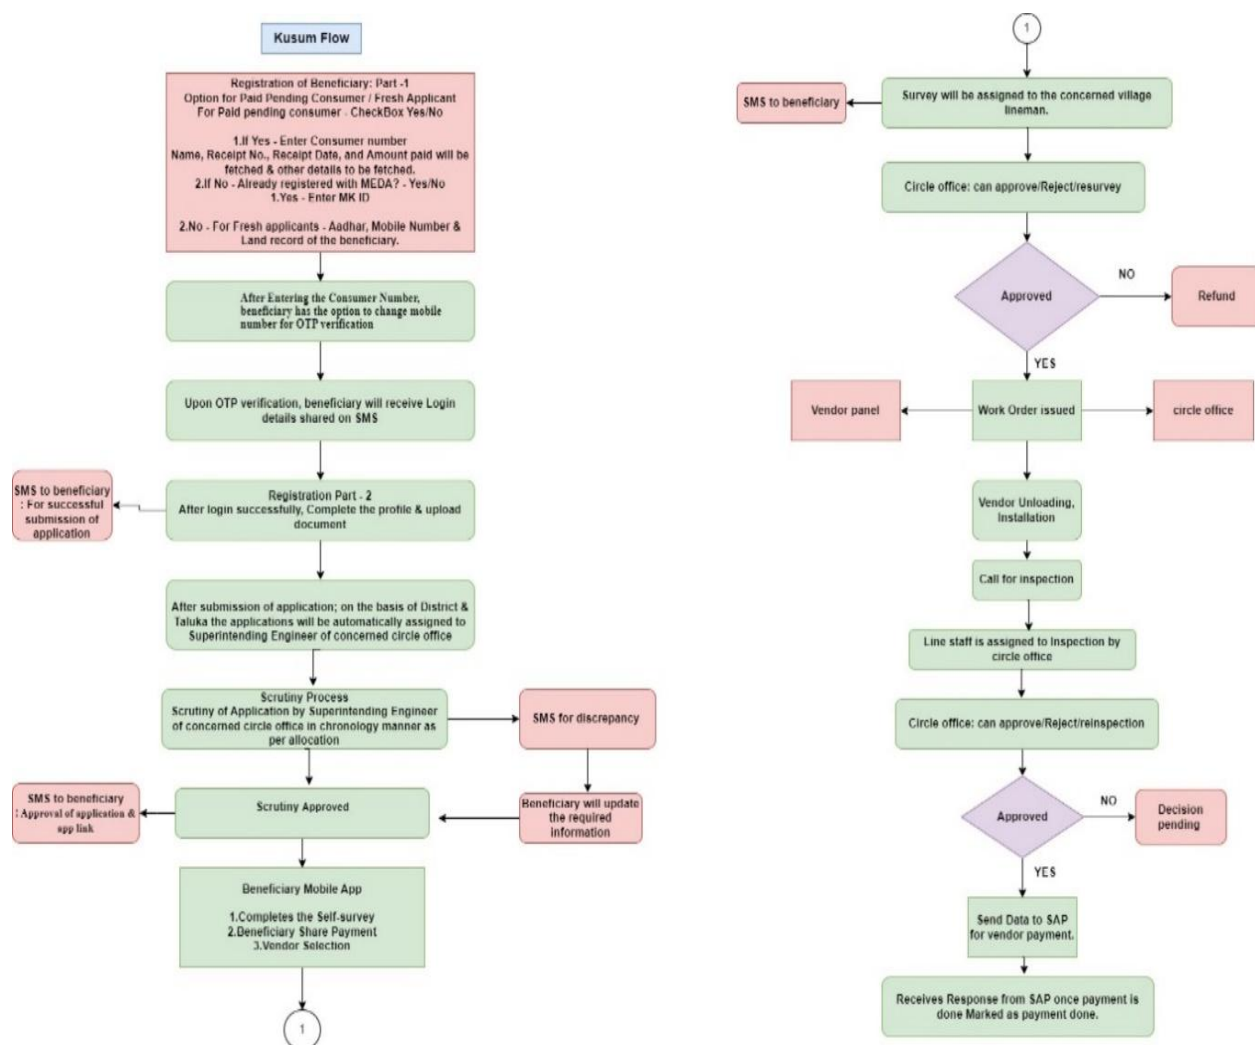 Kusum Flow
Registration of Beneficiary: Part -1
Option for Paid Pending Consumer / Fresh Applicant
For Paid pending consumer - CheckBox Yes/No
1.If Yes - Enter Consumer number
Name, Receipt No., Receipt Date, and Amount paid will be
fetched & other details to be fetched.
2.If No - Already registered with MEDA? - Yes/No
1.Yes - Enter MK ID
2.No - For Fresh applicants - Aadhar, Mobile Number &
Land record of the beneficiary.
After Entering the Consumer Number,
beneficiary has the option to change mobile
number for OTP verification
Upon OTP verification, beneficiary will receive Login
details shared on SMS
SMS to beneficiary
: For successful
submission of
application
Registration Part - 2
After login successfully, Complete the profile & upload
document
After submission of application; on the basis of District &
Taluka the applications will be automatically assigned to
Superintending Engineer of concerned circle office
Scrutiny Process
Scrutiny of Application by Superintending Engineer
of concerned circle office in chronology manner as
per allocation
SMS for discrepancy
SMS to beneficiary
: Approval of application &
app link
Scrutiny Approved
Beneficiary will update
the required
information
Beneficiary Mobile App
1.Completes the Self-survey
2.Beneficiary Share Payment
3.Vendor Selection
1
1
SMS to beneficiary
Survey will be assigned to the concerned village
lineman.
Circle office: can approve/Reject/resurvey
Approved
NO
Refund
YES
Vendor panel
Work Order issued
circle office
Vendor Unloading,
Installation
Call for inspection
Line staff is assigned to Inspection by
circle office
Circle office: can approve/Reject/reinspection
Approved
NO
Decision
pending
YES
Send Data to SAP
for vendor payment.
Receives Response from SAP once payment is
done Marked as payment done.